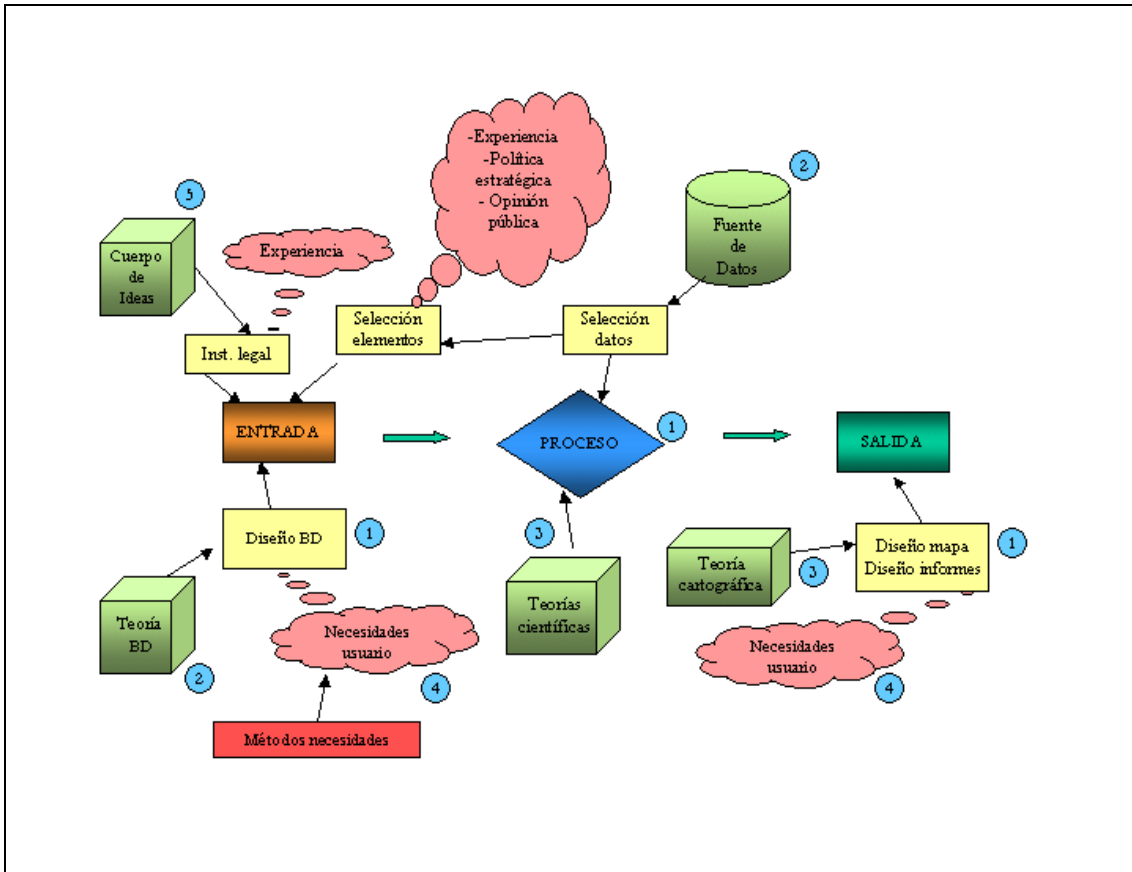 -Experiencia
-Política
estratégica
- Opinión
pública
2
5
Fuente
de
Datos
Cuerpo
de
Ideas
Experiencia
Selección
elementos
Selección
datos
Inst. legal
ENTRADA
PROCESO
1
SALIDA
Diseño BD
1
3
Teoría
cartográfica
3
Diseño mapa
Diseño informes
1
Teoría
BD
2
Necesidades
usuario
4
Teorías
científicas
Necesidades
usuario
4
Métodos necesidades